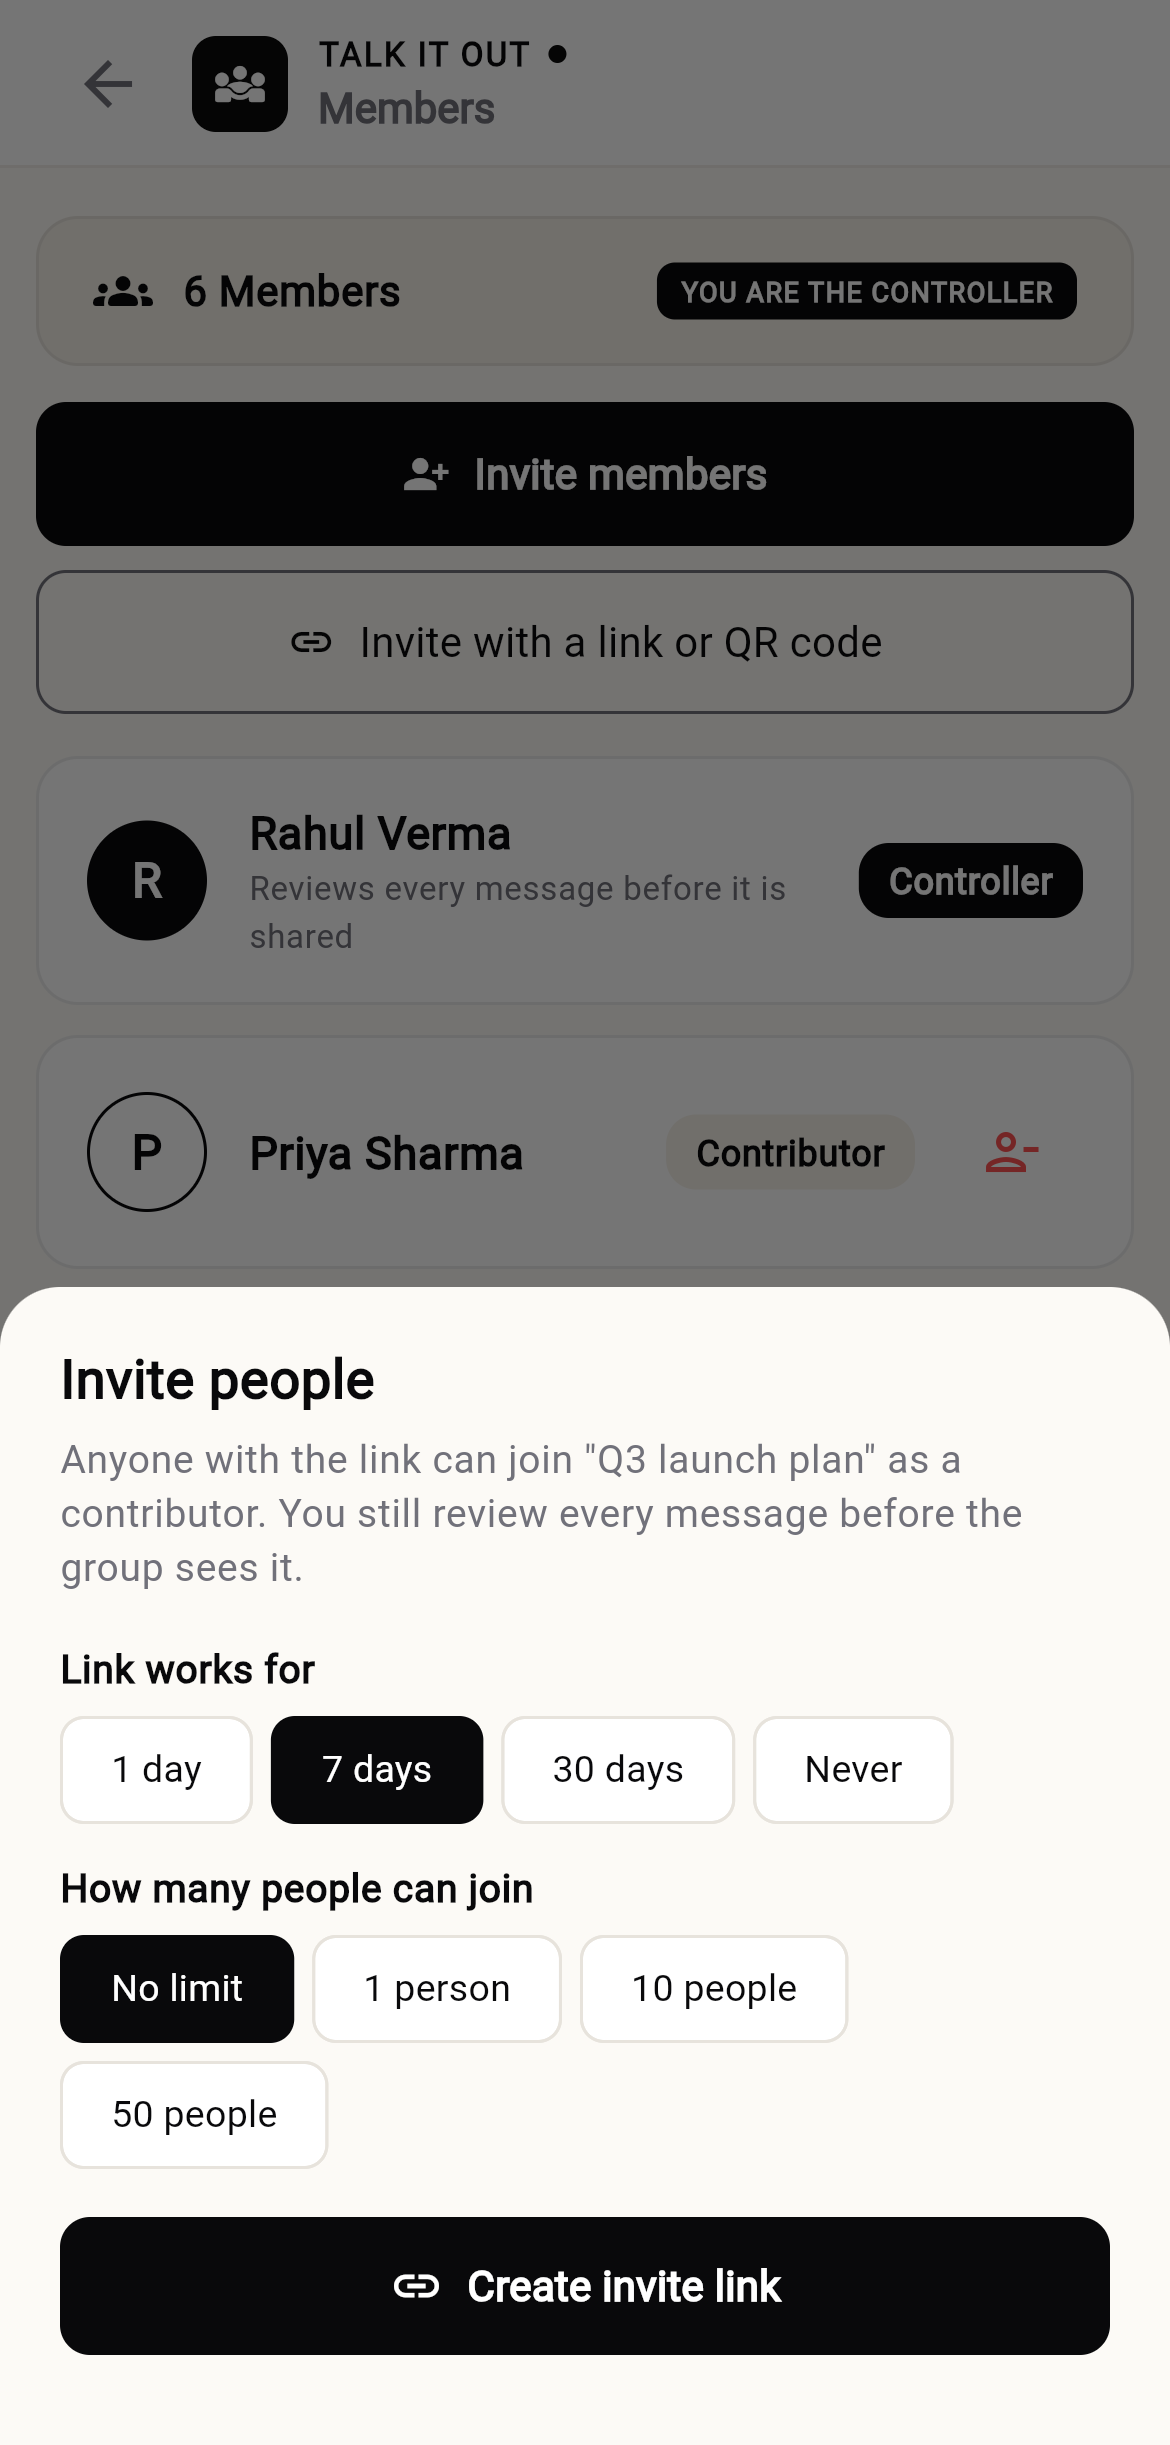 TALK IT OUT
Members
6 Members
YOU ARE THE CONTROLLER
Invite members
Invite with a link or QR code
R
Rahul Verma
Reviews every message before it is
shared
Controller
P
Priya Sharma
Contributor
Invite people
Anyone with the link can join "Q3 launch plan" as a
contributor. You still review every message before the
group sees it.
Link works for
1 day
7 days
30 days
Never
How many people can join
No limit
1 person
10 people
50 people
Create invite link